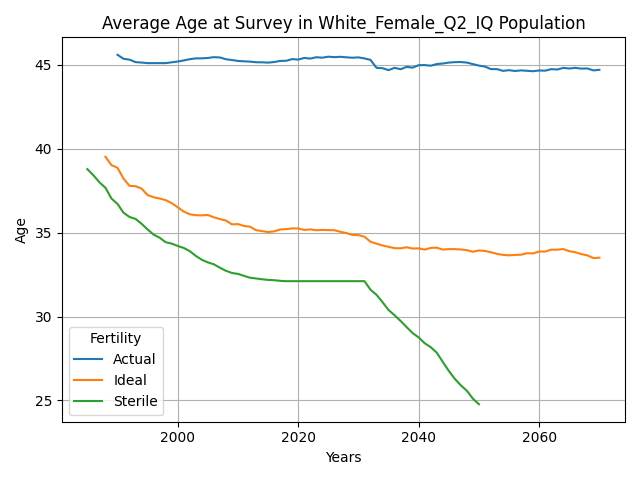 Average Age at Survey in White_Female_Q2_IQ Population
Age
45
40
35
30
25
Fertility
Actual
Ideal
Sterile
2000 2020 2040 2060
Years